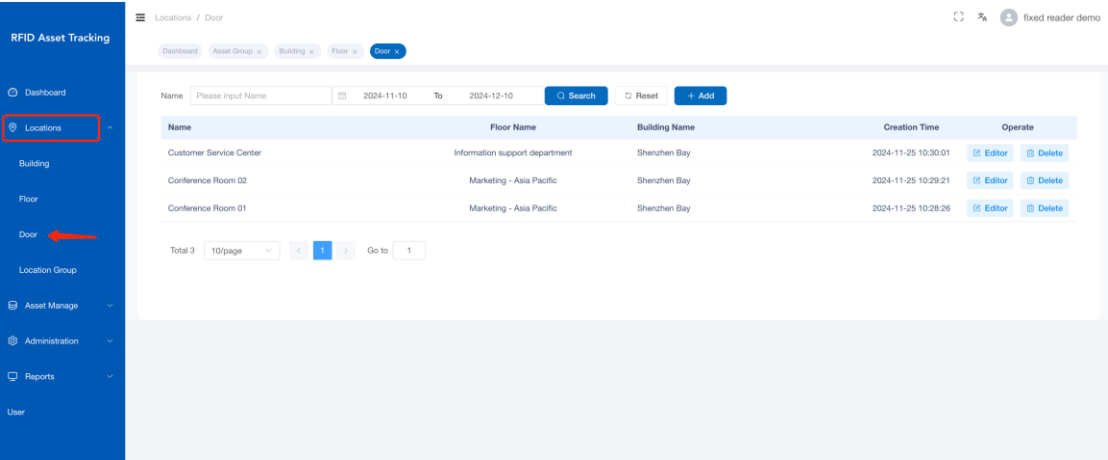 RFID Asset Tracking
Dashboard
Locations
Building
Floor
Door
Location Group
Asset Manage
Administration
Reports
User
Locations / Door
fixed reader demo
Dashboard Asset Group × Building × Floor × Door ×
Name Please input Name 2024-11-10 To 2024-12-10 Search Reset + Add
Name Floor Name Building Name Creation Time Operate
Customer Service Center Information support department Shenzhen Bay 2024-11-25 10:30:01 Editor Delete
Conference Room 02 Marketing - Asia Pacific Shenzhen Bay 2024-11-25 10:29:21 Editor Delete
Conference Room 01 Marketing - Asia Pacific Shenzhen Bay 2024-11-25 10:28:26 Editor Delete
Total 3 10/page < 1 > Go to 1